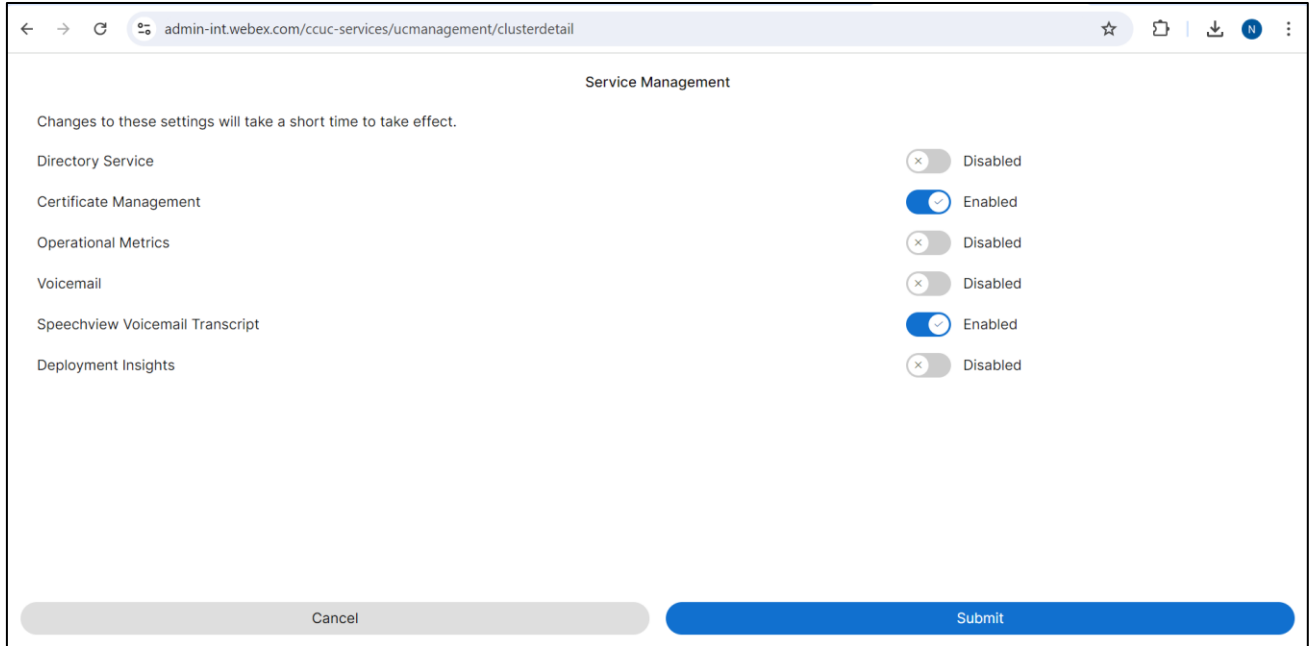 admin-int.webex.com/ccuc-services/ucmanagement/clusterdetail
N
Service Management
Changes to these settings will take a short time to take effect.
Directory Service Disabled
Certificate Management Enabled
Operational Metrics Disabled
Voicemail Disabled
Speechview Voicemail Transcript Enabled
Deployment Insights Disabled
Cancel Submit